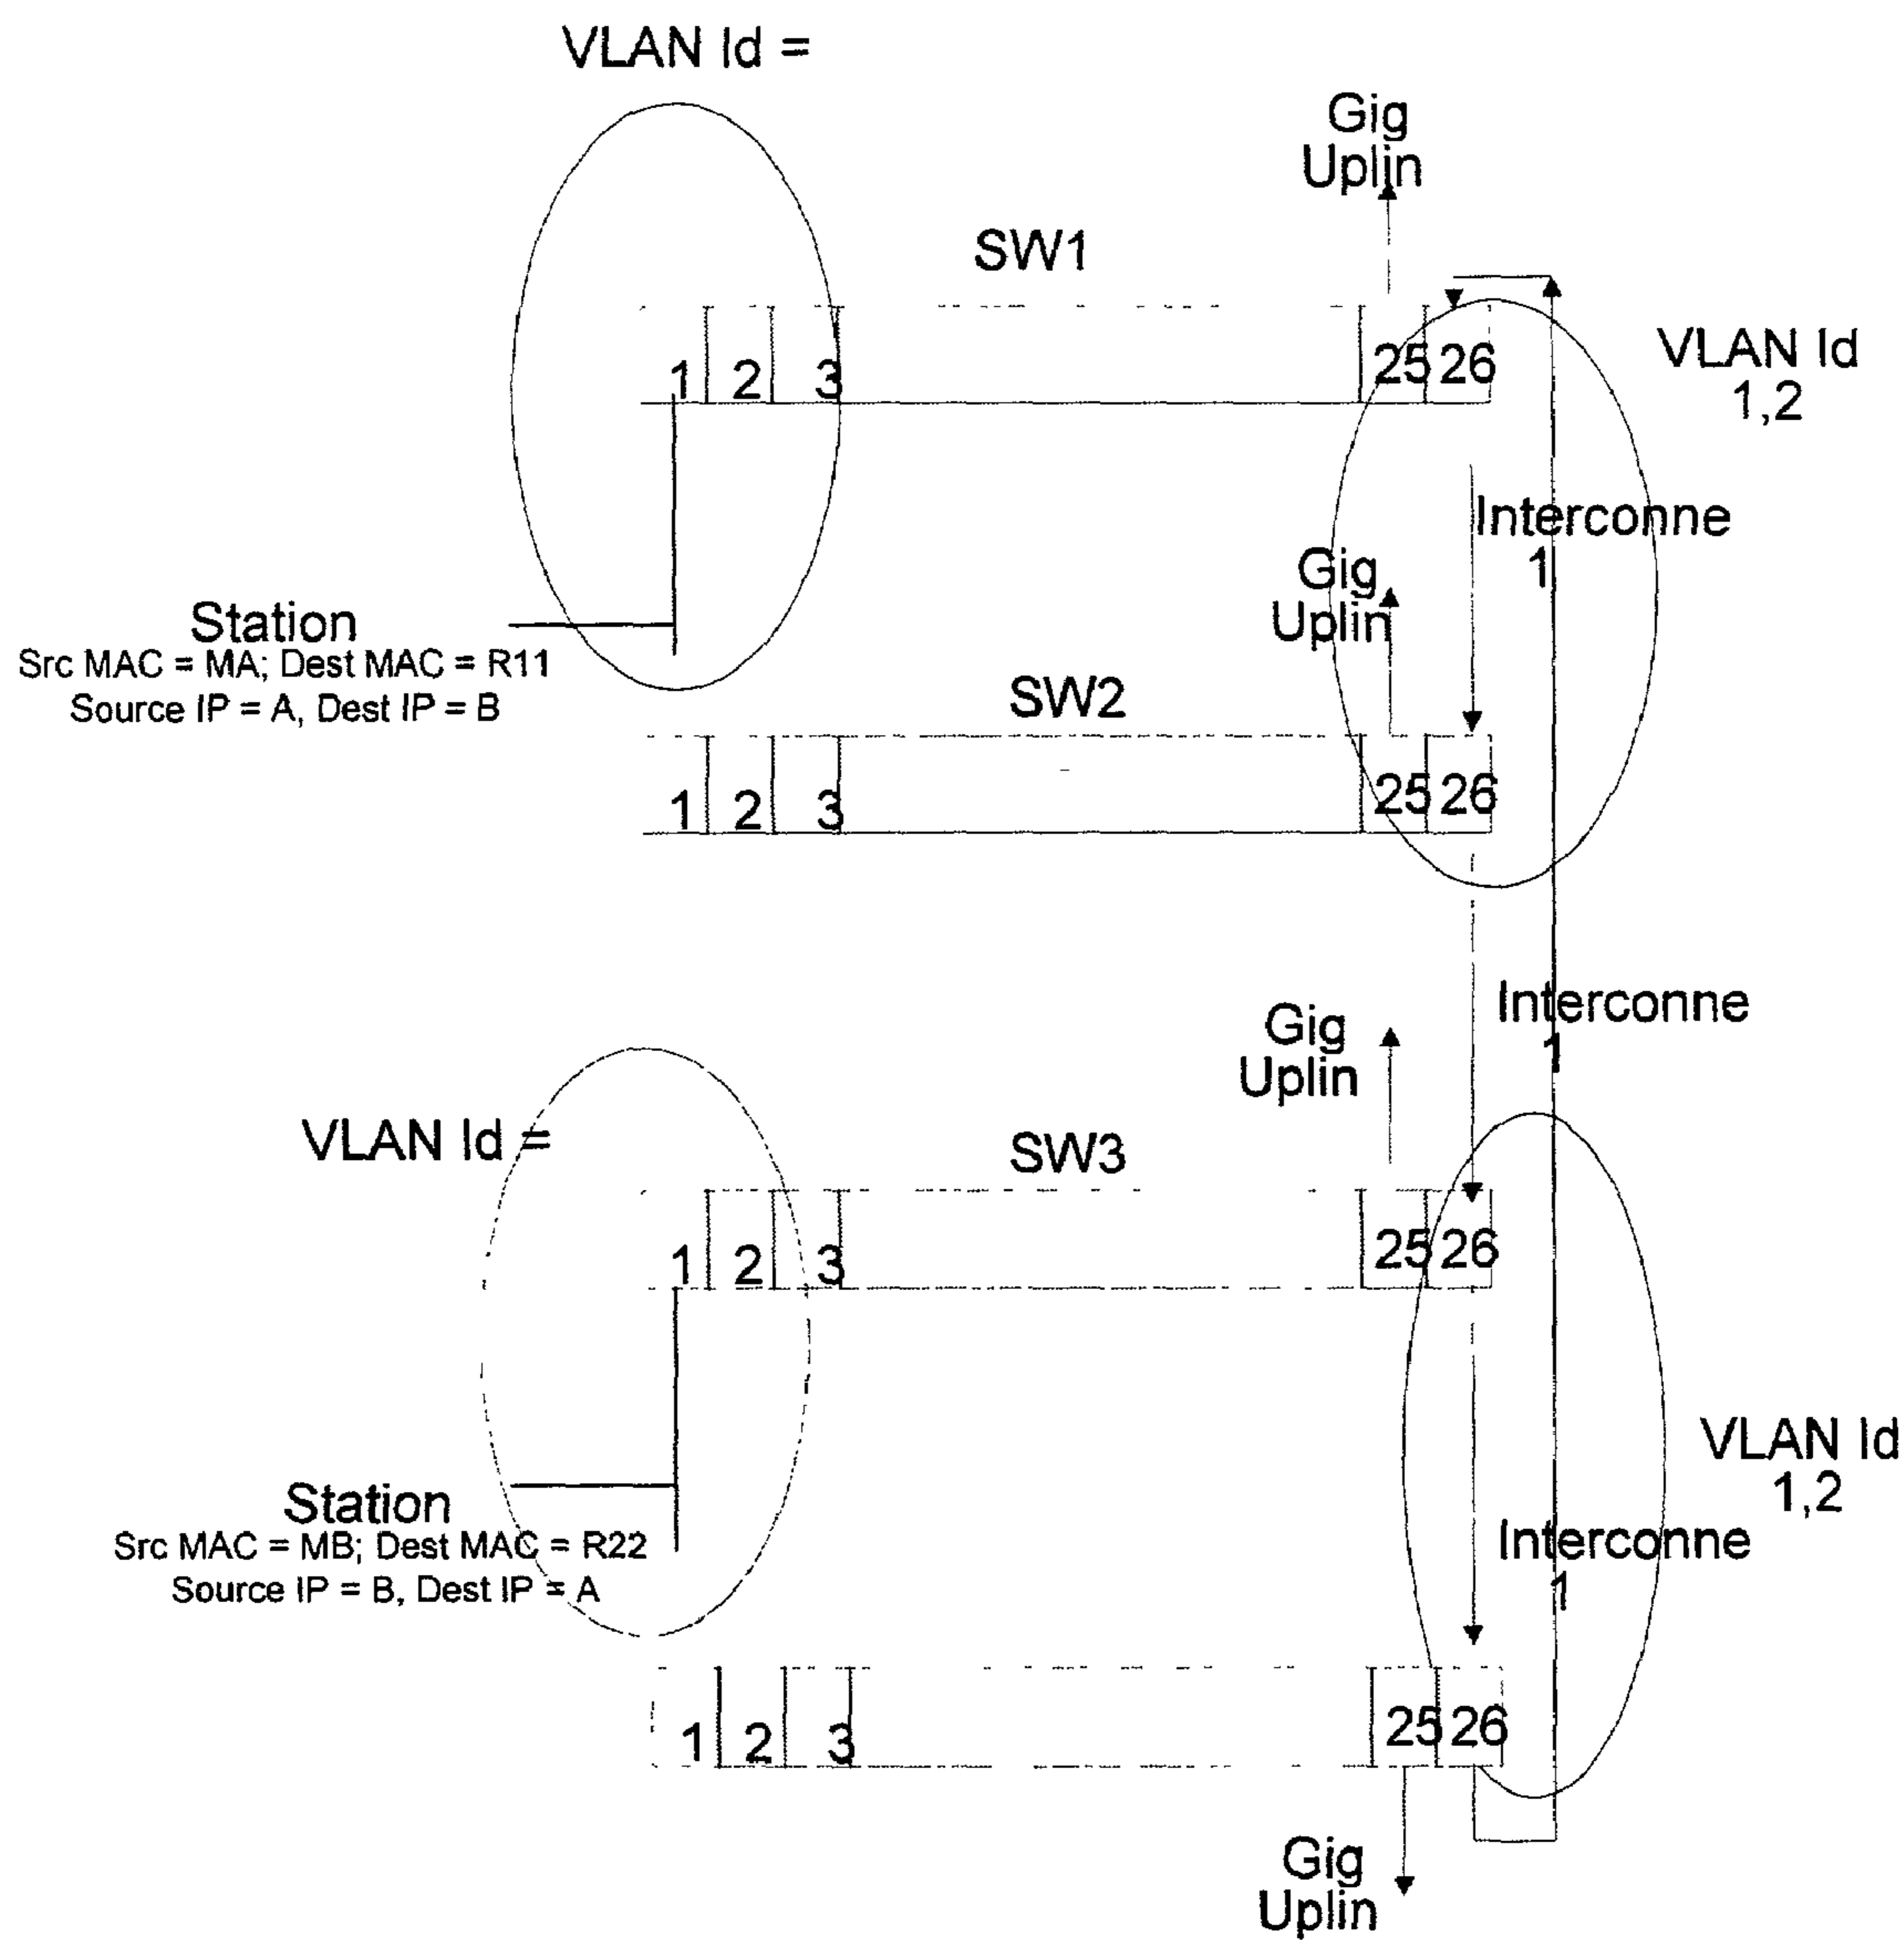 VLAN Id =
Gig
Uplin
SW1
1 2 3 25 26
VLAN Id
1,2
Interconne
1
Gig
Uplin
Station
Src MAC = MA; Dest MAC = R11
Source IP = A, Dest IP = B
SW2
1 2 3 25 26
Interconne
1
Gig
Uplin
VLAN Id =
SW3
1 2 3 25 26
VLAN Id
1,2
Station
Src MAC = MB; Dest MAC = R22
Source IP = B, Dest IP = A
Interconne
1
1 2 3 25 26
Gig
Uplin